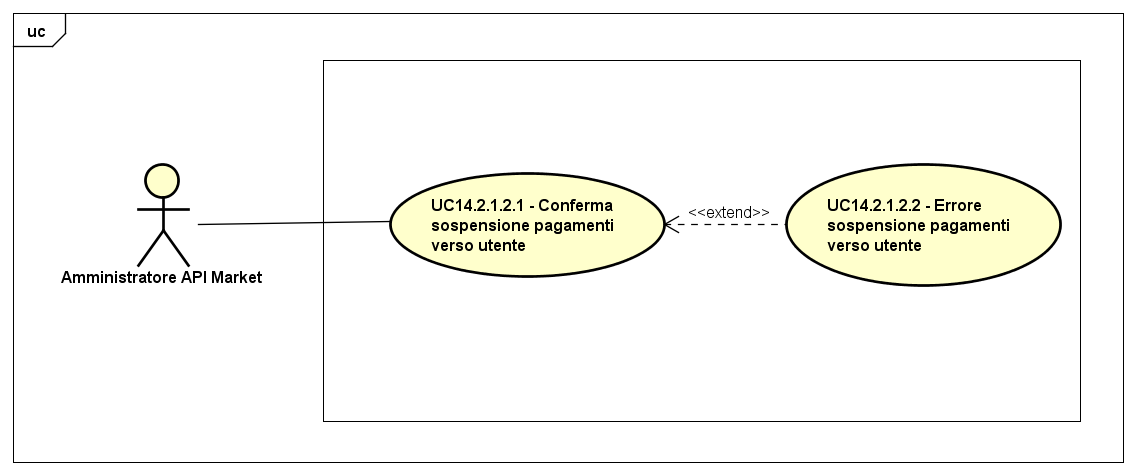 uc
UC14.2.1.2.1 - Conferma
sospensione pagamenti
verso utente
<<extend>>
UC14.2.1.2.2 - Errore
sospensione pagamenti
verso utente
Amministratore API Market